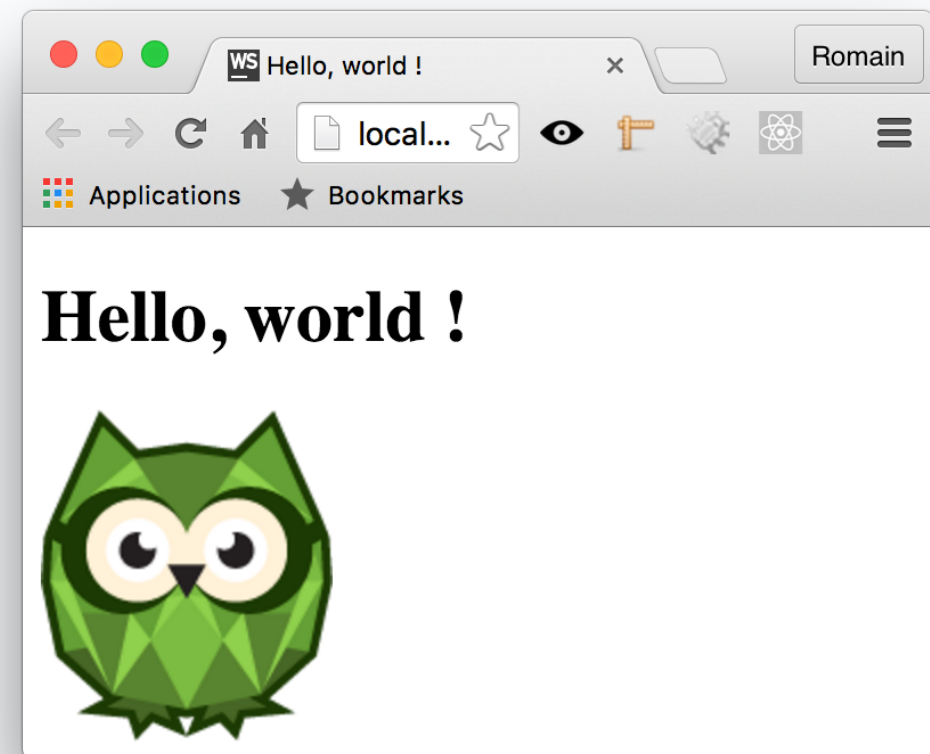 WS Hello, world !
Romain
local...
Applications
Bookmarks
Hello, world !